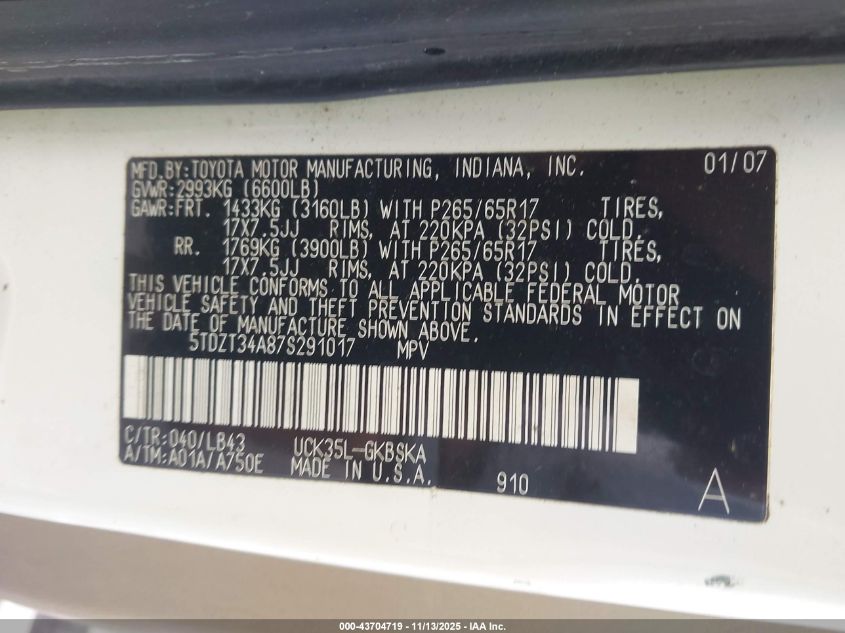 MFD.BY:TOYOTA MOTOR MANUFACTURING, INDIANA, INC. 01/07
GVWR:2993KG (6600LB)
GAWR:FRT. 1433KG (3160LB) WITH P265/65R17 TIRES,
17X7.5JJ RIMS, AT 220KPA (32PSI) COLD.
RR. 1769KG (3900LB) WITH P265/65R17 TIRES,
17X7.5JJ RIMS, AT 220KPA (32PSI) COLD.
THIS VEHICLE CONFORMS TO ALL APPLICABLE FEDERAL MOTOR
VEHICLE SAFETY AND THEFT PREVENTION STANDARDS IN EFFECT ON
THE DATE OF MANUFACTURE SHOWN ABOVE.
5TDZT34A87S291017 MPV
C/TR:040/LB43 UCK35L-GKBSKA
A/TM:A01A/A750E MADE IN U.S.A. 910 A
000-43704719 - 11/13/2025 - IAA Inc.